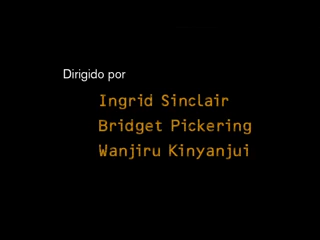 Dirigido por
Ingrid Sinclair
Bridget Pickering
Wanjiru Kinyanjui